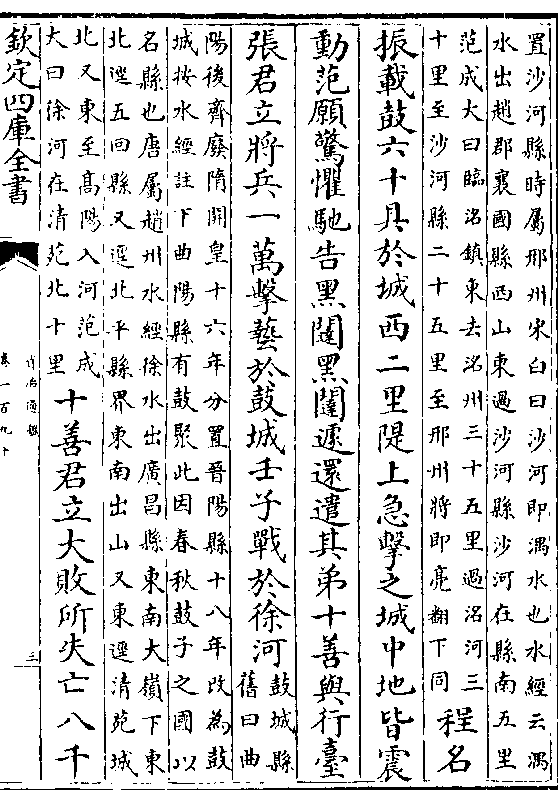 置沙河縣時屬邢州宋白曰沙河即湡水也水經云湡
水出趙郡襄國縣西山東過沙河縣沙河在縣南五里
范成大曰臨洺鎮東去洺州三十五里過洺河三
十里至沙河縣二十五里至邢州將即亮翻下同
程名
振載鼓六十具於城西二里隄上急擊之城中地皆震
動范願驚懼馳告黑闥黑闥遽還遣其弟十善與行臺
張君立將兵一萬擊藝於鼓城壬子戰於徐河
鼓城縣
舊曰曲
陽後齊廢隋開皇十六年分置晉陽縣十八年改為鼓
城按水經註下曲陽縣有鼓聚此因春秋鼓子之國以
名縣也唐屬趙州水經徐水出廣昌縣東南大嶺下東
北逕五回縣又逕北平縣界東南出山又東逕清苑城
北又東至髙陽入河范成
大曰徐河在清苑北十里
十善君立大敗所失亡八千
欽定四庫全書
資治通鑑
卷一百九十
三